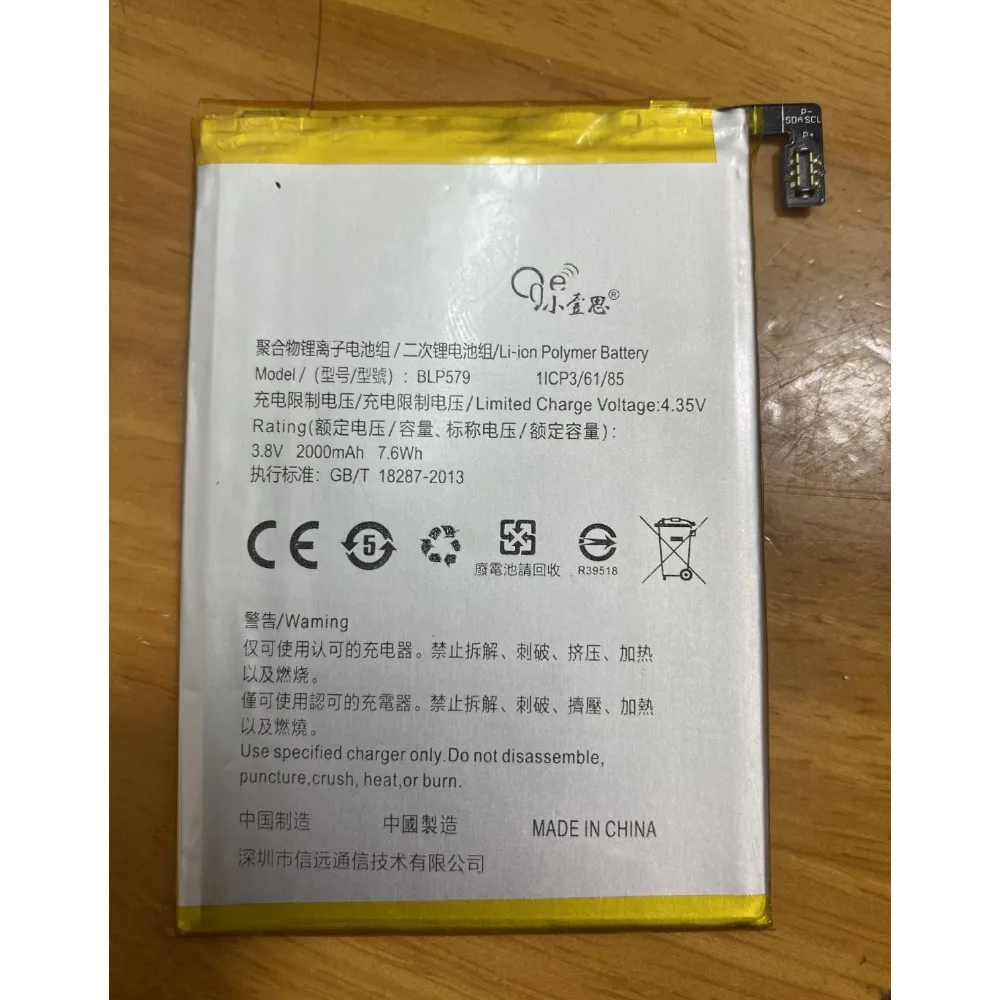 P-
SDA SCL
P+
One
小壹思®
聚合物锂离子电池组/二次锂电池组/Li-ion Polymer Battery
Model/（型号/型號）: BLP579 1ICP3/61/85
充电限制电压/充电限制电压/Limited Charge Voltage:4.35V
Rating(额定电压/容量、标称电压/额定容量):
3.8V 2000mAh 7.6Wh
执行标准: GB/T 18287-2013
CE 5
廢電池請回收 R39518
警告/Waming
仅可使用认可的充电器。禁止拆解、刺破、挤压、加热
以及燃烧。
僅可使用認可的充電器。禁止拆解、刺破、擠壓、加熱
以及燃燒。
Use specified charger only.Do not disassemble,
puncture,crush, heat,or burn.
中国制造 中國製造 MADE IN CHINA
深圳市信远通信技术有限公司